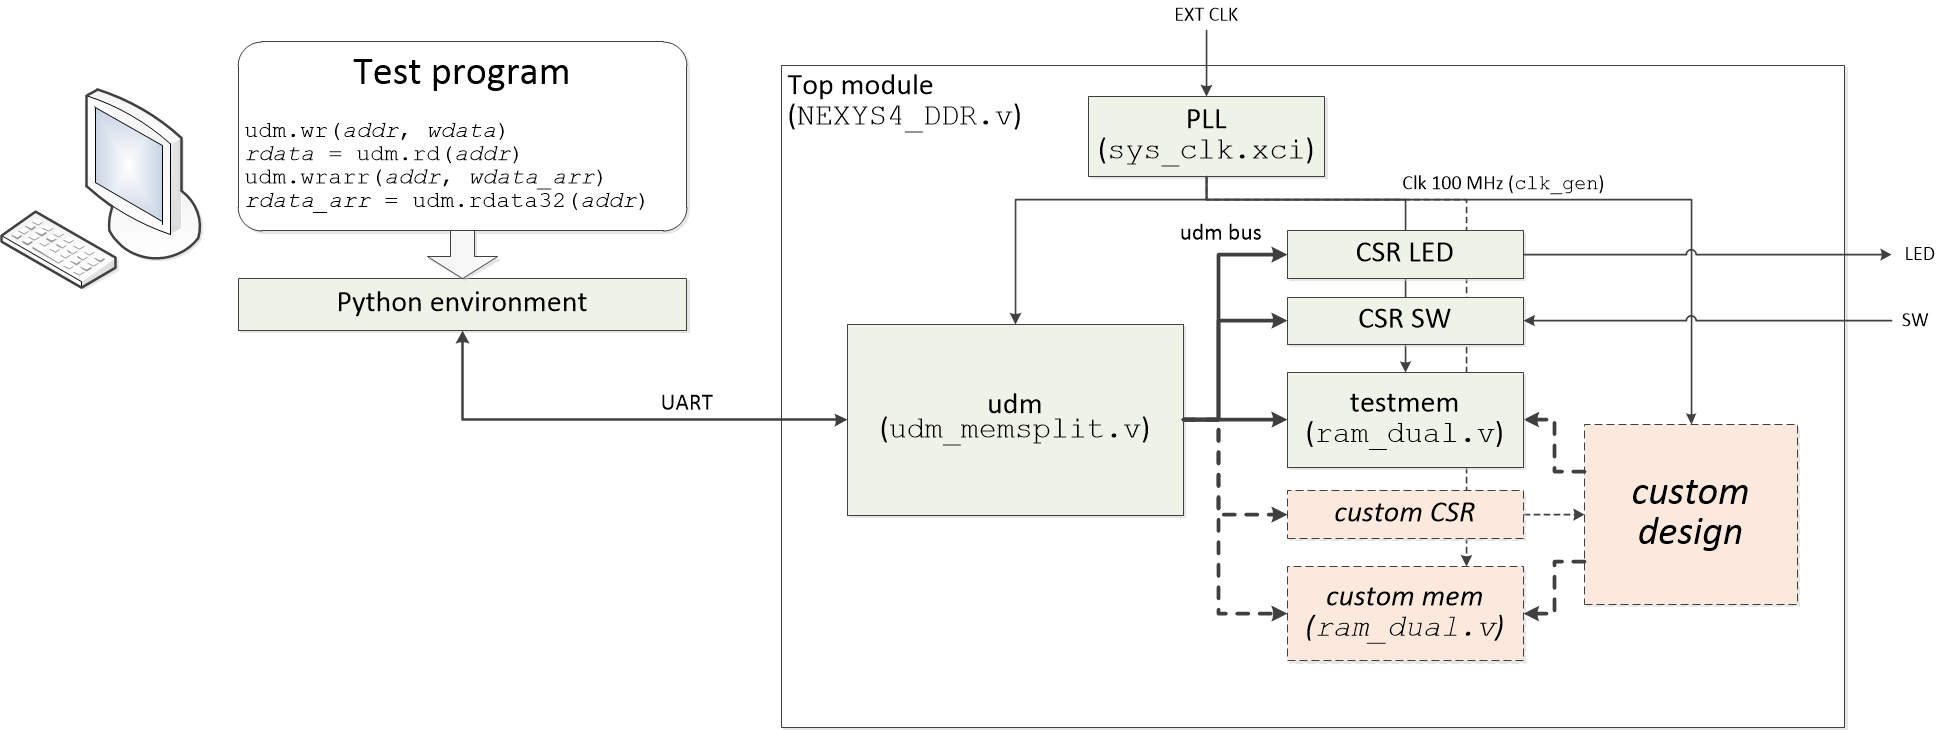 EXT CLK
Test program
udm.wr(addr, wdata)
rdata = udm.rd(addr)
udm.wrarr(addr, wdata_arr)
rdata_arr = udm.rdata32(addr)
Python environment
UART
Top module
(NEXYS4_DDR.v)
PLL
(sys_clk.xci)
Clk 100 MHz (clk_gen)
udm bus
CSR LED
LED
CSR SW
SW
udm
(udm_memsplit.v)
testmem
(ram_dual.v)
custom CSR
custom mem
(ram_dual.v)
custom
design